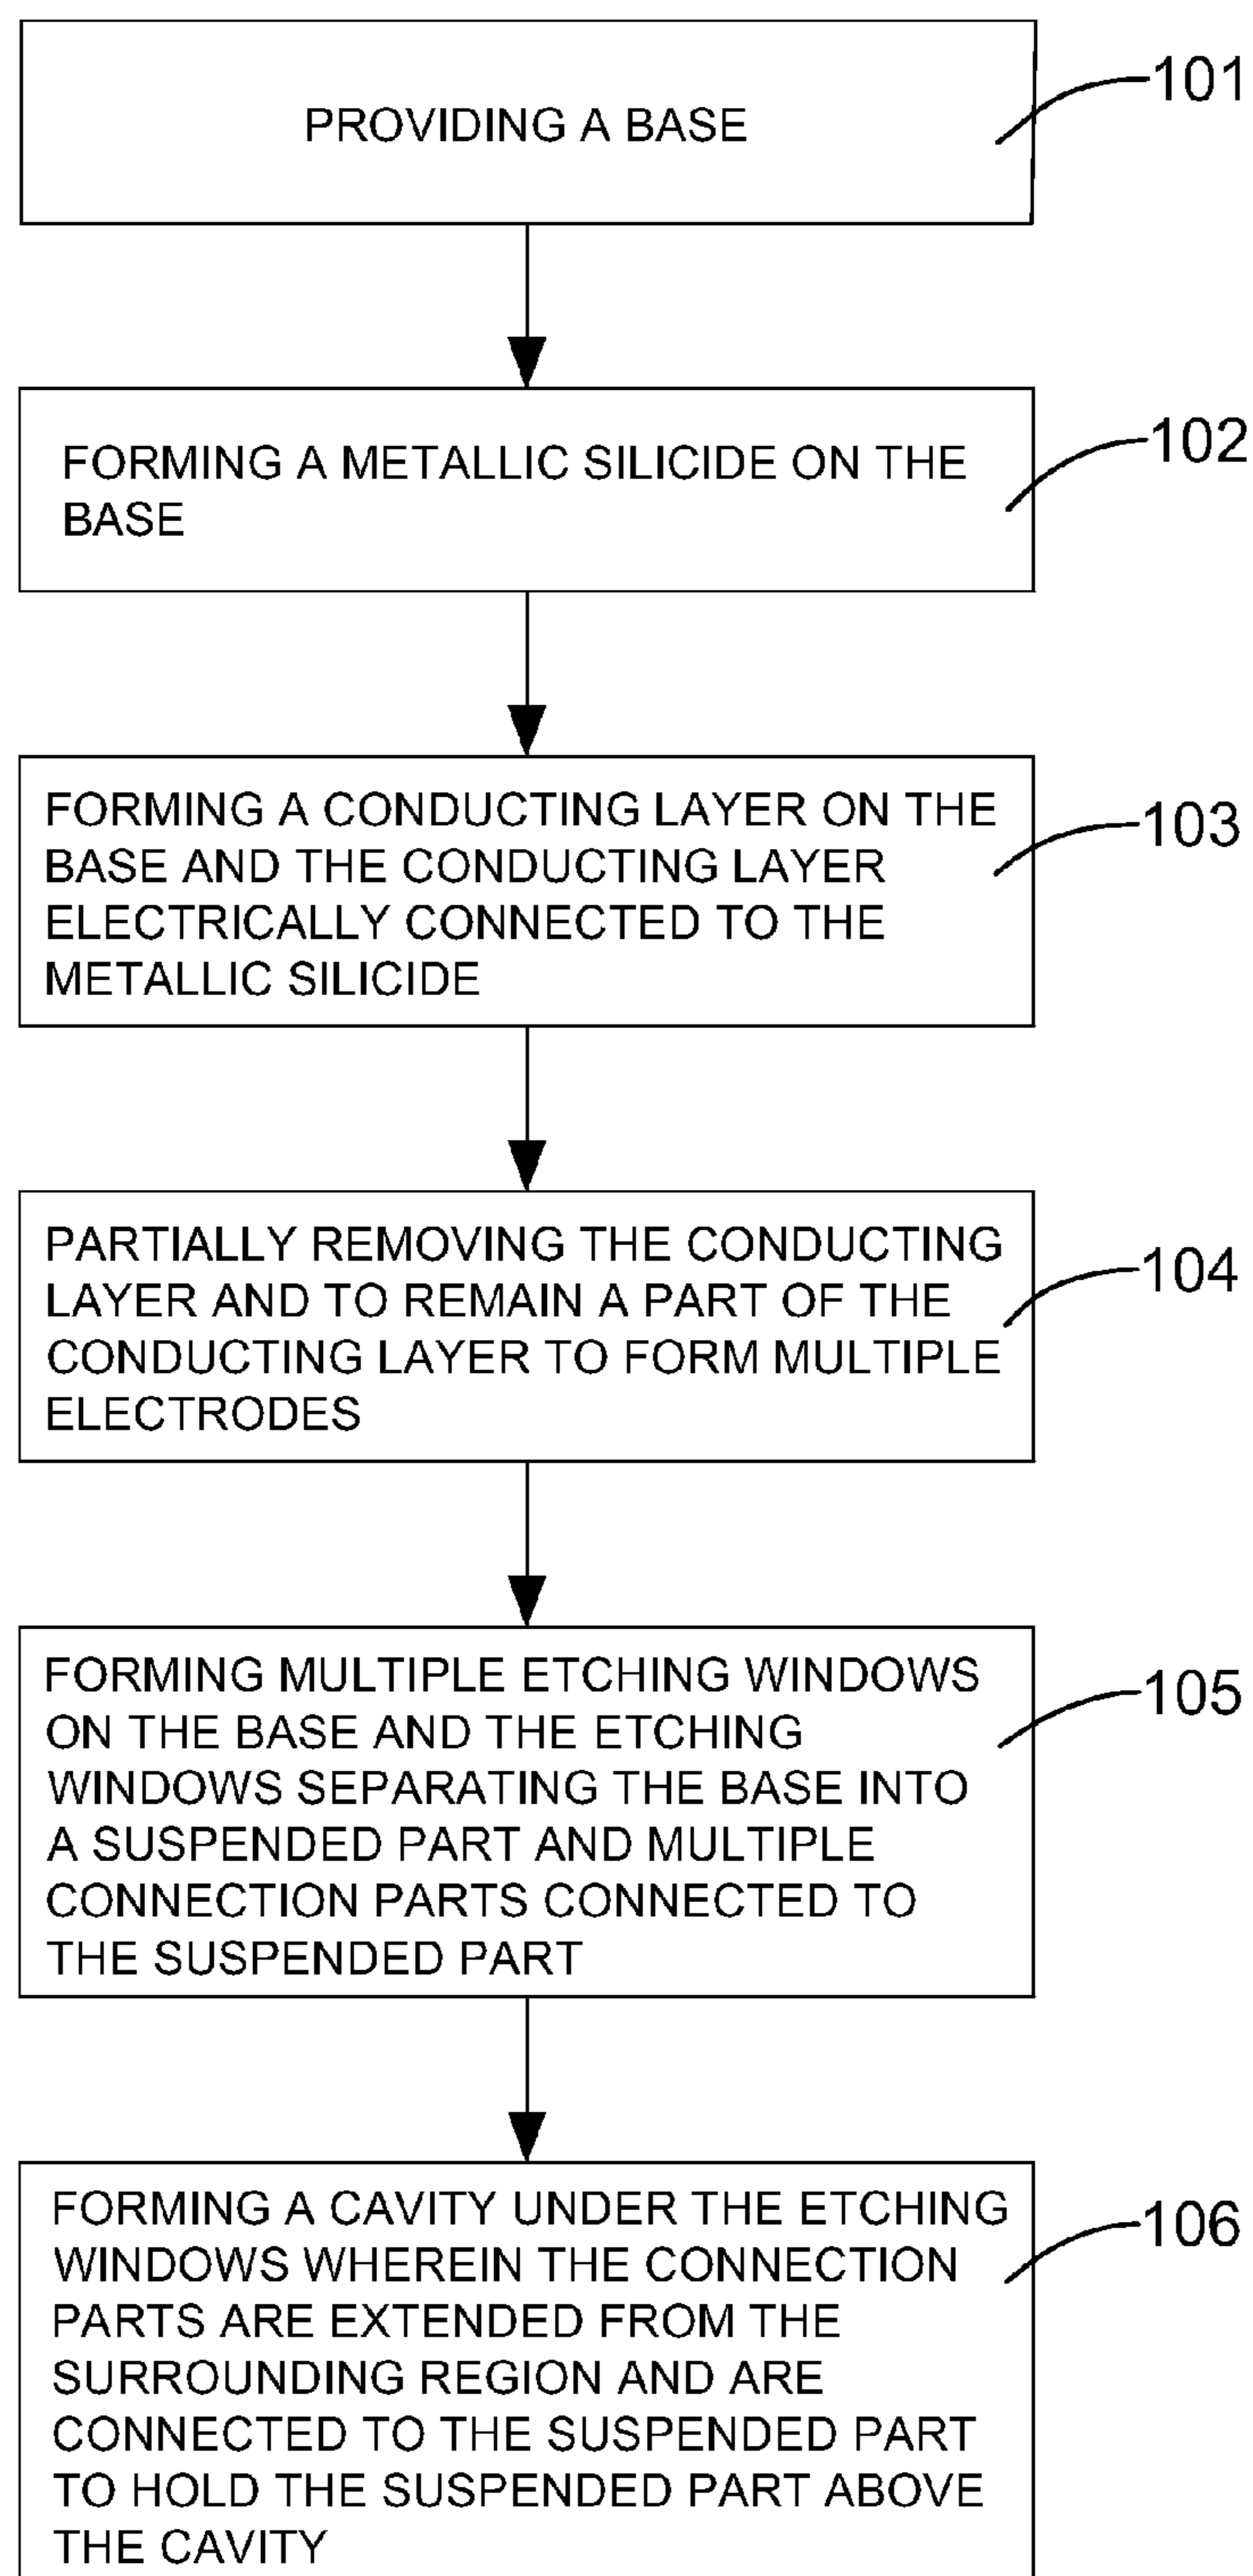 PROVIDING A BASE
101
FORMING A METALLIC SILICIDE ON THE
BASE
102
FORMING A CONDUCTING LAYER ON THE
BASE AND THE CONDUCTING LAYER
ELECTRICALLY CONNECTED TO THE
METALLIC SILICIDE
103
PARTIALLY REMOVING THE CONDUCTING
LAYER AND TO REMAIN A PART OF THE
CONDUCTING LAYER TO FORM MULTIPLE
ELECTRODES
104
FORMING MULTIPLE ETCHING WINDOWS
ON THE BASE AND THE ETCHING
WINDOWS SEPARATING THE BASE INTO
A SUSPENDED PART AND MULTIPLE
CONNECTION PARTS CONNECTED TO
THE SUSPENDED PART
105
FORMING A CAVITY UNDER THE ETCHING
WINDOWS WHEREIN THE CONNECTION
PARTS ARE EXTENDED FROM THE
SURROUNDING REGION AND ARE
CONNECTED TO THE SUSPENDED PART
TO HOLD THE SUSPENDED PART ABOVE
THE CAVITY
106